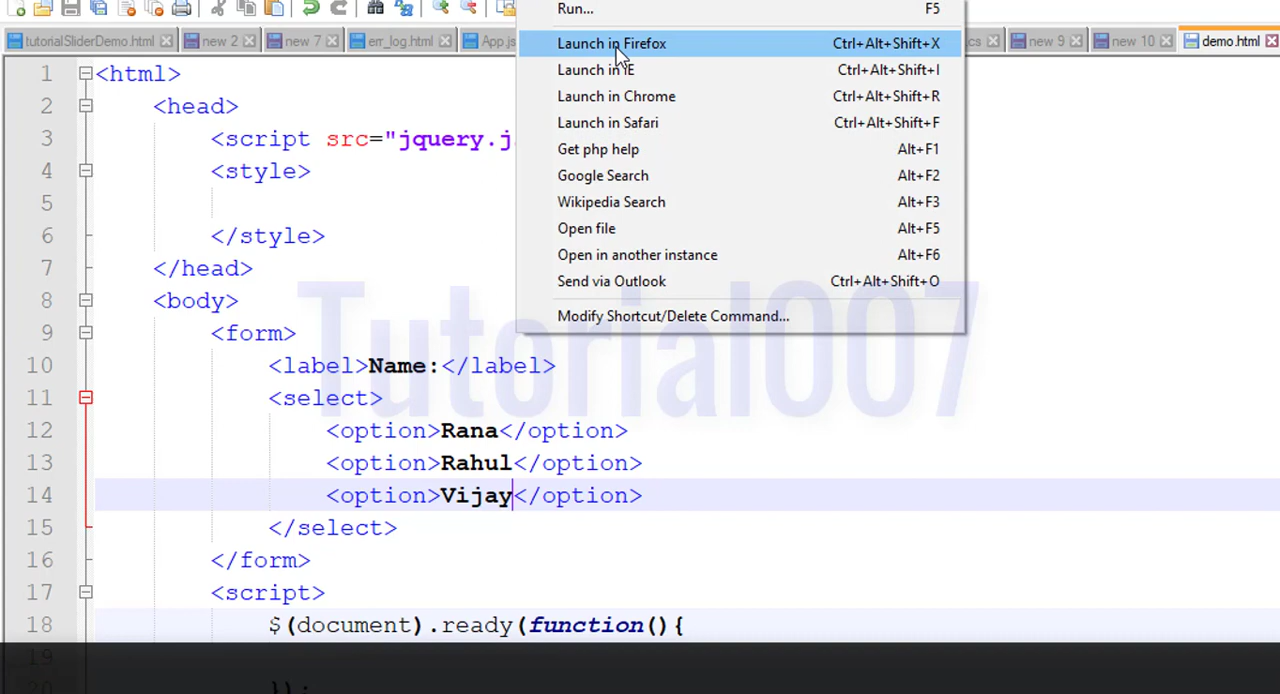 Run... F5
tutorialSliderDemo.html new 2 new 7 err_log.html App.js .cs new 9 new 10 demo.html
Launch in Firefox Ctrl+Alt+Shift+X
Launch in IE Ctrl+Alt+Shift+I
Launch in Chrome Ctrl+Alt+Shift+R
Launch in Safari Ctrl+Alt+Shift+F
Get php help Alt+F1
Google Search Alt+F2
Wikipedia Search Alt+F3
Open file Alt+F5
Open in another instance Alt+F6
Send via Outlook Ctrl+Alt+Shift+O
Modify Shortcut/Delete Command...
1 <html>
2 <head>
3 <script src="jquery.j
4 <style>
5
6 </style>
7 </head>
8 <body>
9 <form>
10 <label>Name:</label>
11 <select>
12 <option>Rana</option>
13 <option>Rahul</option>
14 <option>Vijay</option>
15 </select>
16 </form>
17 <script>
18 $(document).ready(function(){
19
20 });
Tutorial007